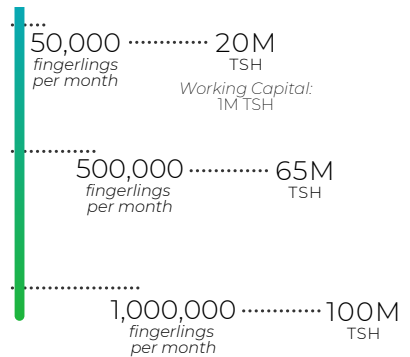 50,000 20M
fingerlings TSH
per month
Working Capital:
1M TSH
500,000 65M
fingerlings TSH
per month
1,000,000 100M
fingerlings TSH
per month